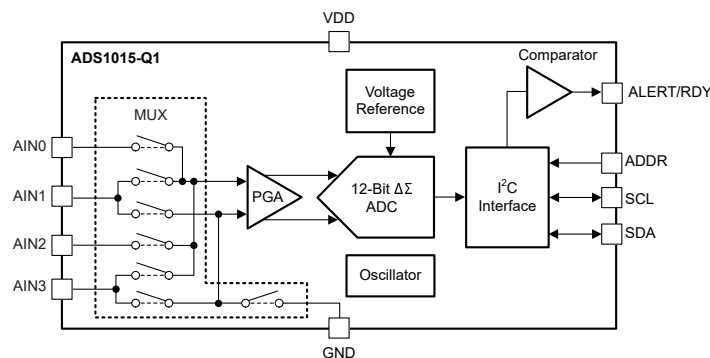 VDD
ADS1015-Q1
Comparator
Voltage
Reference
ALERT/RDY
MUX
AIN0
ADDR
AIN1
PGA
12-Bit ΔΣ
ADC
I²C
Interface
SCL
AIN2
SDA
Oscillator
AIN3
GND